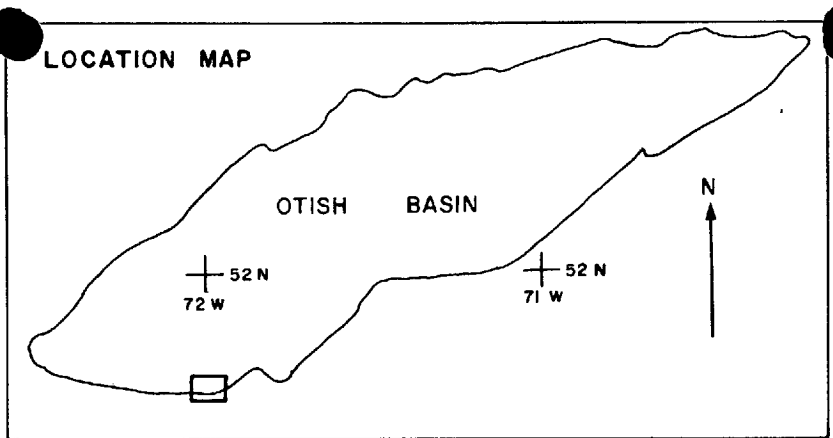 LOCATION MAP
N
OTISH BASIN
52 N
72 W
52 N
71 W